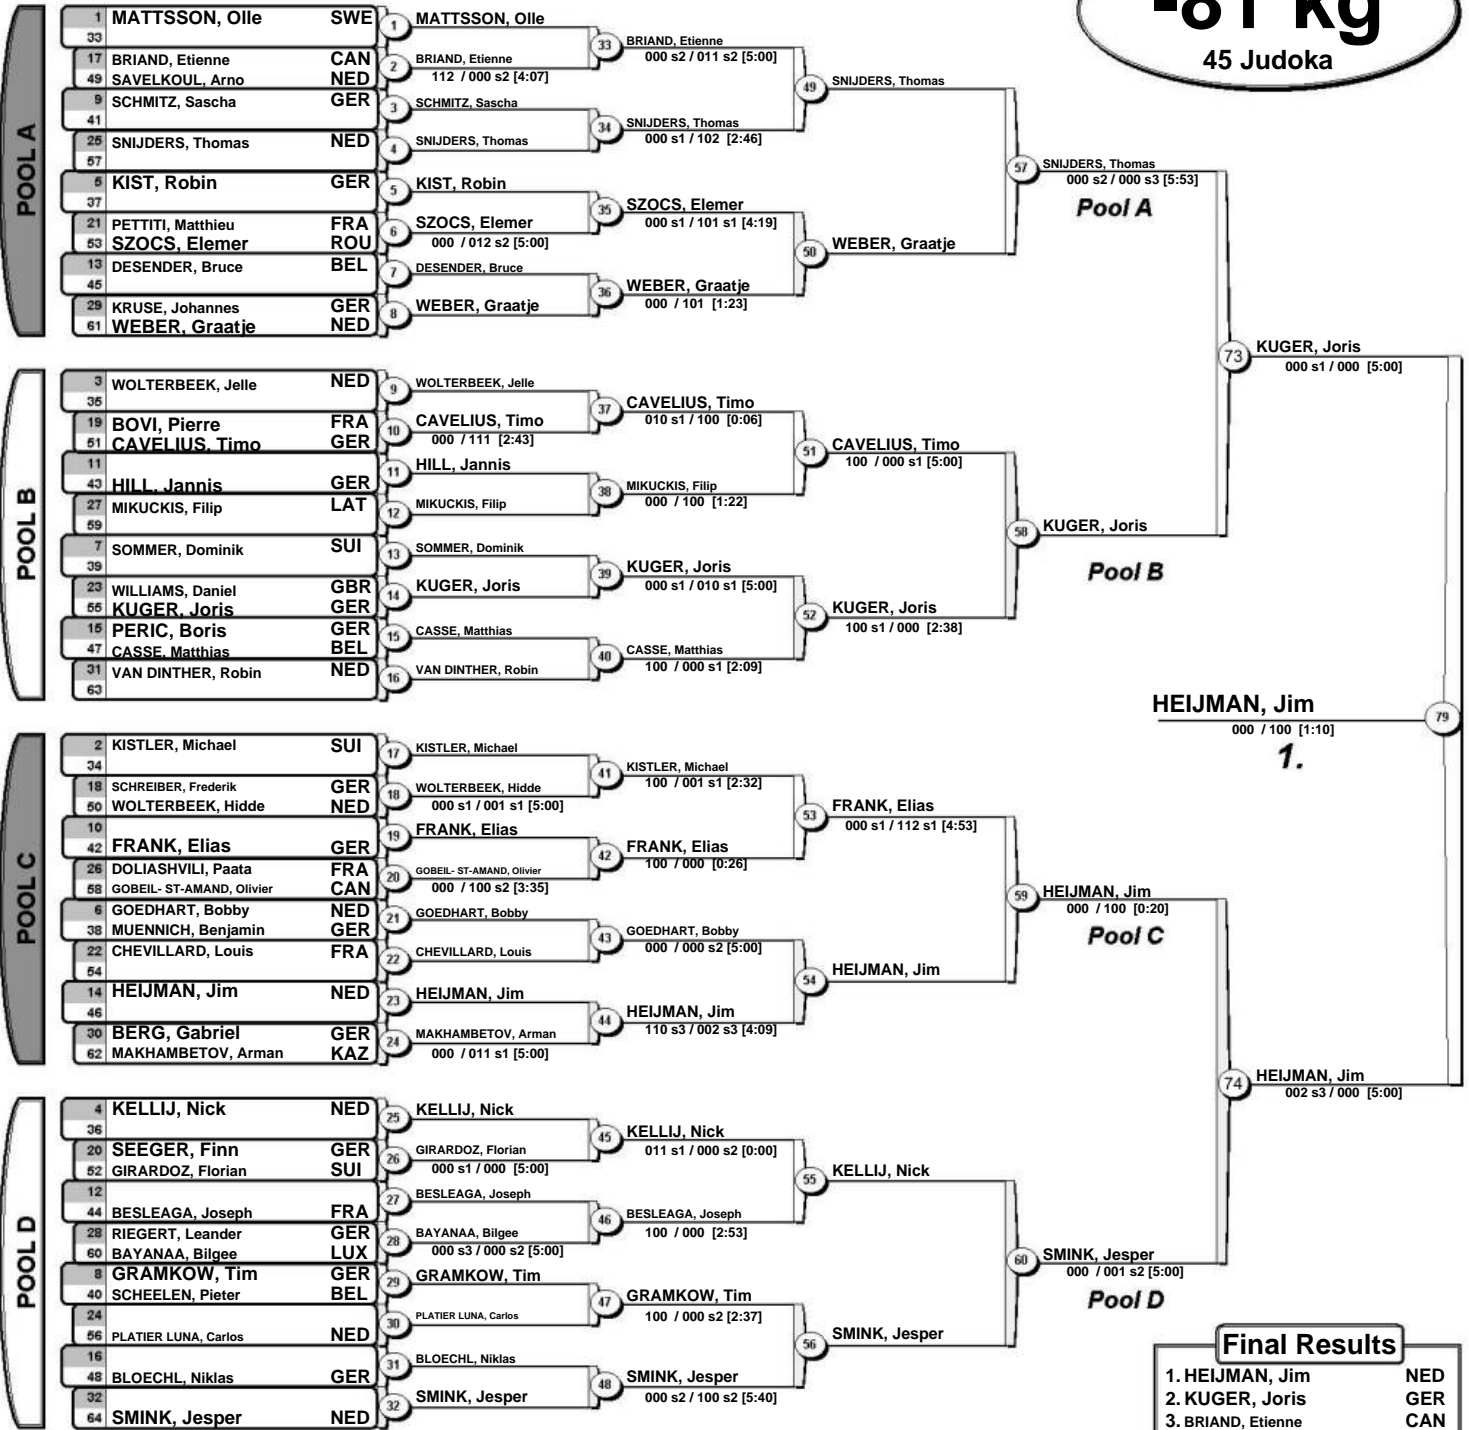 -81 kg
45 Judoka
POOL A
1 MATTSSON, Olle SWE
33
17 BRIAND, Etienne CAN
49 SAVELKOUL, Arno NED
9 SCHMITZ, Sascha GER
41
25 SNIJDERS, Thomas NED
57
5 KIST, Robin GER
37
21 PETTITI, Matthieu FRA
53 SZOCS, Elemer ROU
13 DESENDER, Bruce BEL
45
29 KRUSE, Johannes GER
61 WEBER, Graatje NED
1 MATTSSON, Olle
2 BRIAND, Etienne
112 / 000 s2 [4:07]
3 SCHMITZ, Sascha
4 SNIJDERS, Thomas
5 KIST, Robin
6 SZOCS, Elemer
000 / 012 s2 [5:00]
7 DESENDER, Bruce
8 WEBER, Graatje
33 BRIAND, Etienne
000 s2 / 011 s2 [5:00]
34 SNIJDERS, Thomas
000 s1 / 102 [2:46]
35 SZOCS, Elemer
000 s1 / 101 s1 [4:19]
36 WEBER, Graatje
000 / 101 [1:23]
49 SNIJDERS, Thomas
50 WEBER, Graatje
57 SNIJDERS, Thomas
000 s2 / 000 s3 [5:53]
Pool A
POOL B
3 WOLTERBEEK, Jelle NED
35
19 BOVI, Pierre FRA
51 CAVELIUS, Timo GER
11
43 HILL, Jannis GER
27 MIKUCKIS, Filip LAT
59
7 SOMMER, Dominik SUI
39
23 WILLIAMS, Daniel GBR
55 KUGER, Joris GER
15 PERIC, Boris GER
47 CASSE, Matthias BEL
31 VAN DINTHER, Robin NED
63
9 WOLTERBEEK, Jelle
10 CAVELIUS, Timo
000 / 111 [2:43]
11 HILL, Jannis
12 MIKUCKIS, Filip
13 SOMMER, Dominik
14 KUGER, Joris
15 CASSE, Matthias
16 VAN DINTHER, Robin
37 CAVELIUS, Timo
010 s1 / 100 [0:06]
38 MIKUCKIS, Filip
000 / 100 [1:22]
39 KUGER, Joris
000 s1 / 010 s1 [5:00]
40 CASSE, Matthias
100 / 000 s1 [2:09]
51 CAVELIUS, Timo
100 / 000 s1 [5:00]
52 KUGER, Joris
100 s1 / 000 [2:38]
58 KUGER, Joris
Pool B
73 KUGER, Joris
000 s1 / 000 [5:00]
HEIJMAN, Jim
79
000 / 100 [1:10]
1.
POOL C
2 KISTLER, Michael SUI
34
18 SCHREIBER, Frederik GER
50 WOLTERBEEK, Hidde NED
10
42 FRANK, Elias GER
26 DOLIASHVILI, Paata FRA
58 GOBEIL- ST-AMAND, Olivier CAN
6 GOEDHART, Bobby NED
38 MUENNICH, Benjamin GER
22 CHEVILLARD, Louis FRA
54
14 HEIJMAN, Jim NED
46
30 BERG, Gabriel GER
62 MAKHAMBETOV, Arman KAZ
17 KISTLER, Michael
18 WOLTERBEEK, Hidde
000 s1 / 001 s1 [5:00]
19 FRANK, Elias
20 GOBEIL- ST-AMAND, Olivier
000 / 100 s2 [3:35]
21 GOEDHART, Bobby
22 CHEVILLARD, Louis
23 HEIJMAN, Jim
24 MAKHAMBETOV, Arman
000 / 011 s1 [5:00]
41 KISTLER, Michael
100 / 001 s1 [2:32]
42 FRANK, Elias
100 / 000 [0:26]
43 GOEDHART, Bobby
000 / 000 s2 [5:00]
44 HEIJMAN, Jim
110 s3 / 002 s3 [4:09]
53 FRANK, Elias
000 s1 / 112 s1 [4:53]
54 HEIJMAN, Jim
59 HEIJMAN, Jim
000 / 100 [0:20]
Pool C
74 HEIJMAN, Jim
002 s3 / 000 [5:00]
POOL D
4 KELLIJ, Nick NED
36
20 SEEGER, Finn GER
52 GIRARDOZ, Florian SUI
12
44 BESLEAGA, Joseph FRA
28 RIEGERT, Leander GER
60 BAYANAA, Bilgee LUX
8 GRAMKOW, Tim GER
40 SCHEELEN, Pieter BEL
24
56 PLATIER LUNA, Carlos NED
16
48 BLOECHL, Niklas GER
32
64 SMINK, Jesper NED
25 KELLIJ, Nick
26 GIRARDOZ, Florian
000 s1 / 000 [5:00]
27 BESLEAGA, Joseph
28 BAYANAA, Bilgee
000 s3 / 000 s2 [5:00]
29 GRAMKOW, Tim
30 PLATIER LUNA, Carlos
31 BLOECHL, Niklas
32 SMINK, Jesper
45 KELLIJ, Nick
011 s1 / 000 s2 [0:00]
46 BESLEAGA, Joseph
100 / 000 [2:53]
47 GRAMKOW, Tim
100 / 000 s2 [2:37]
48 SMINK, Jesper
000 s2 / 100 s2 [5:40]
55 KELLIJ, Nick
56 SMINK, Jesper
60 SMINK, Jesper
000 / 001 s2 [5:00]
Pool D
Final Results
1. HEIJMAN, Jim NED
2. KUGER, Joris GER
3. BRIAND, Etienne CAN